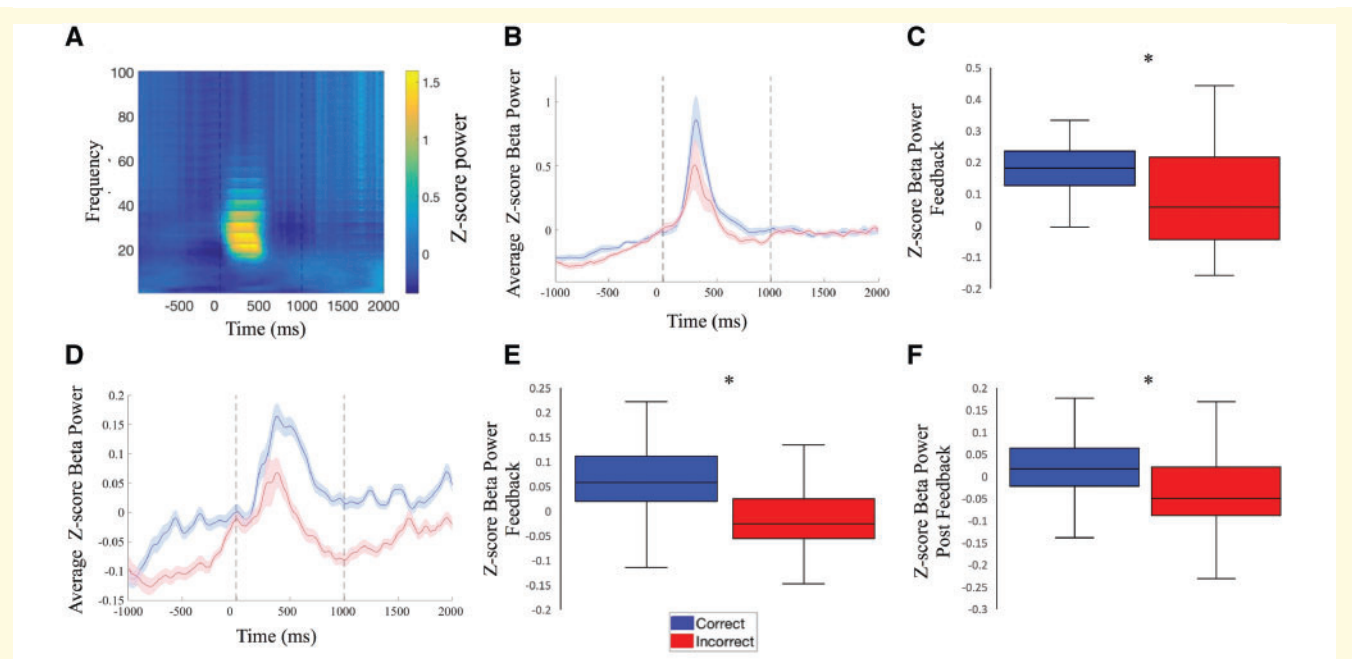 A
100
80
60
40
20
Frequency
-500 0 500 1000 1500 2000
Time (ms)
1.5
1
0.5
0
Z-score power
B
Average Z-score Beta Power
1
0.5
0
-1000 -500 0 500 1000 1500 2000
Time (ms)
C
*
Z-score Beta Power
Feedback
0.5
0.4
0.3
0.2
0.1
0
-0.1
-0.2
D
Average Z-score Beta Power
0.2
0.15
0.1
0.05
0
-0.05
-0.1
-0.15
-1000 -500 0 500 1000 1500 2000
Time (ms)
E
*
Z-score Beta Power
Feedback
0.25
0.2
0.15
0.1
0.05
0
-0.05
-0.1
-0.15
-0.2
Correct
Incorrect
F
*
Z-score Beta Power
Post Feedback
0.2
0.15
0.1
0.05
0
-0.05
-0.1
-0.15
-0.2
-0.25
-0.3